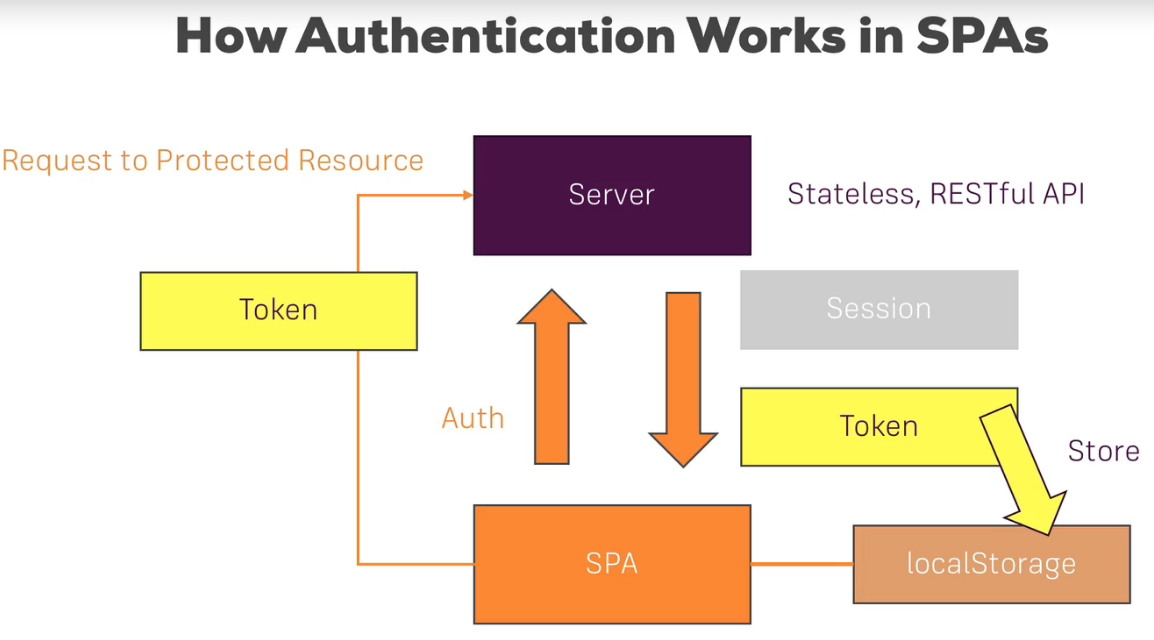 How Authentication Works in SPAs
Request to Protected Resource
Server
Stateless, RESTful API
Token
Session
Auth
Token
Store
SPA
localStorage